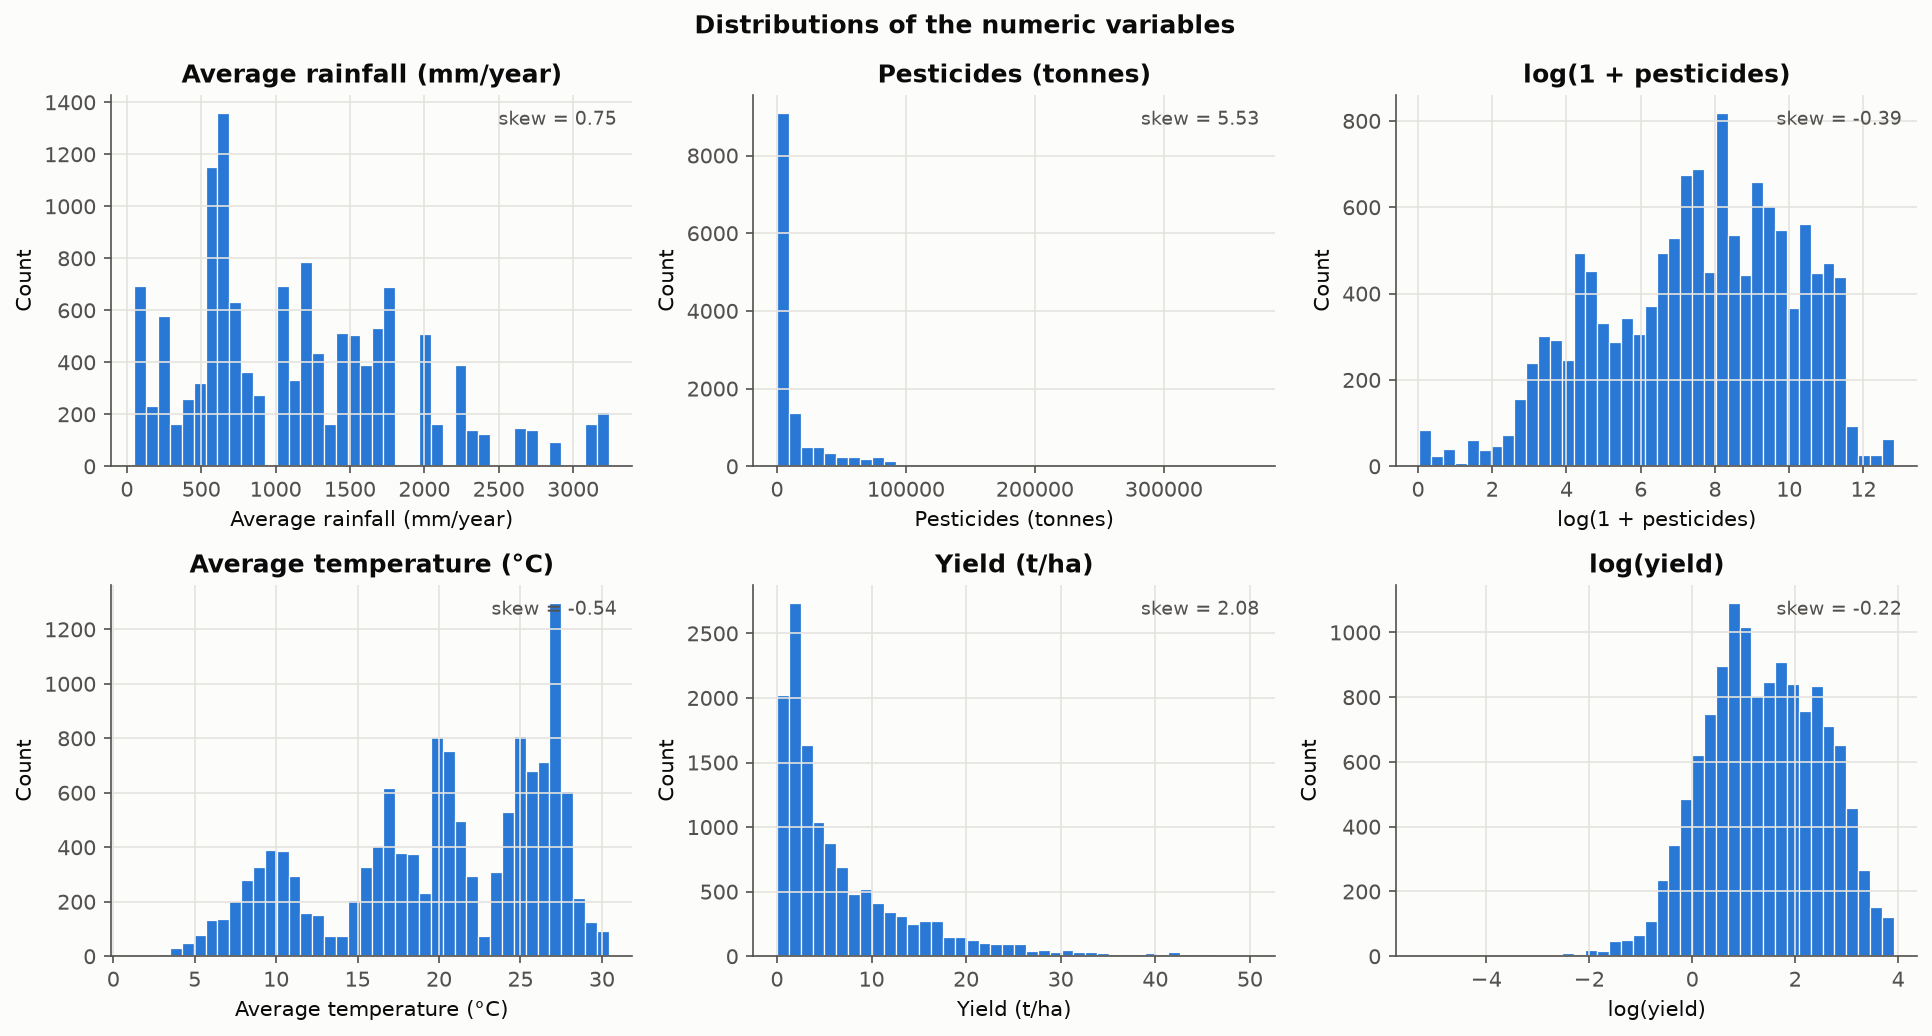 Distributions of the numeric variables
Average rainfall (mm/year)
skew = 0.75
Count
1400
1200
1000
800
600
400
200
0
0 500 1000 1500 2000 2500 3000
Average rainfall (mm/year)
Pesticides (tonnes)
skew = 5.53
Count
8000
6000
4000
2000
0
0 100000 200000 300000
Pesticides (tonnes)
log(1 + pesticides)
skew = -0.39
Count
800
600
400
200
0
0 2 4 6 8 10 12
log(1 + pesticides)
Average temperature (°C)
skew = -0.54
Count
1200
1000
800
600
400
200
0
0 5 10 15 20 25 30
Average temperature (°C)
Yield (t/ha)
skew = 2.08
Count
2500
2000
1500
1000
500
0
0 10 20 30 40 50
Yield (t/ha)
log(yield)
skew = -0.22
Count
1000
800
600
400
200
0
−4 −2 0 2 4
log(yield)